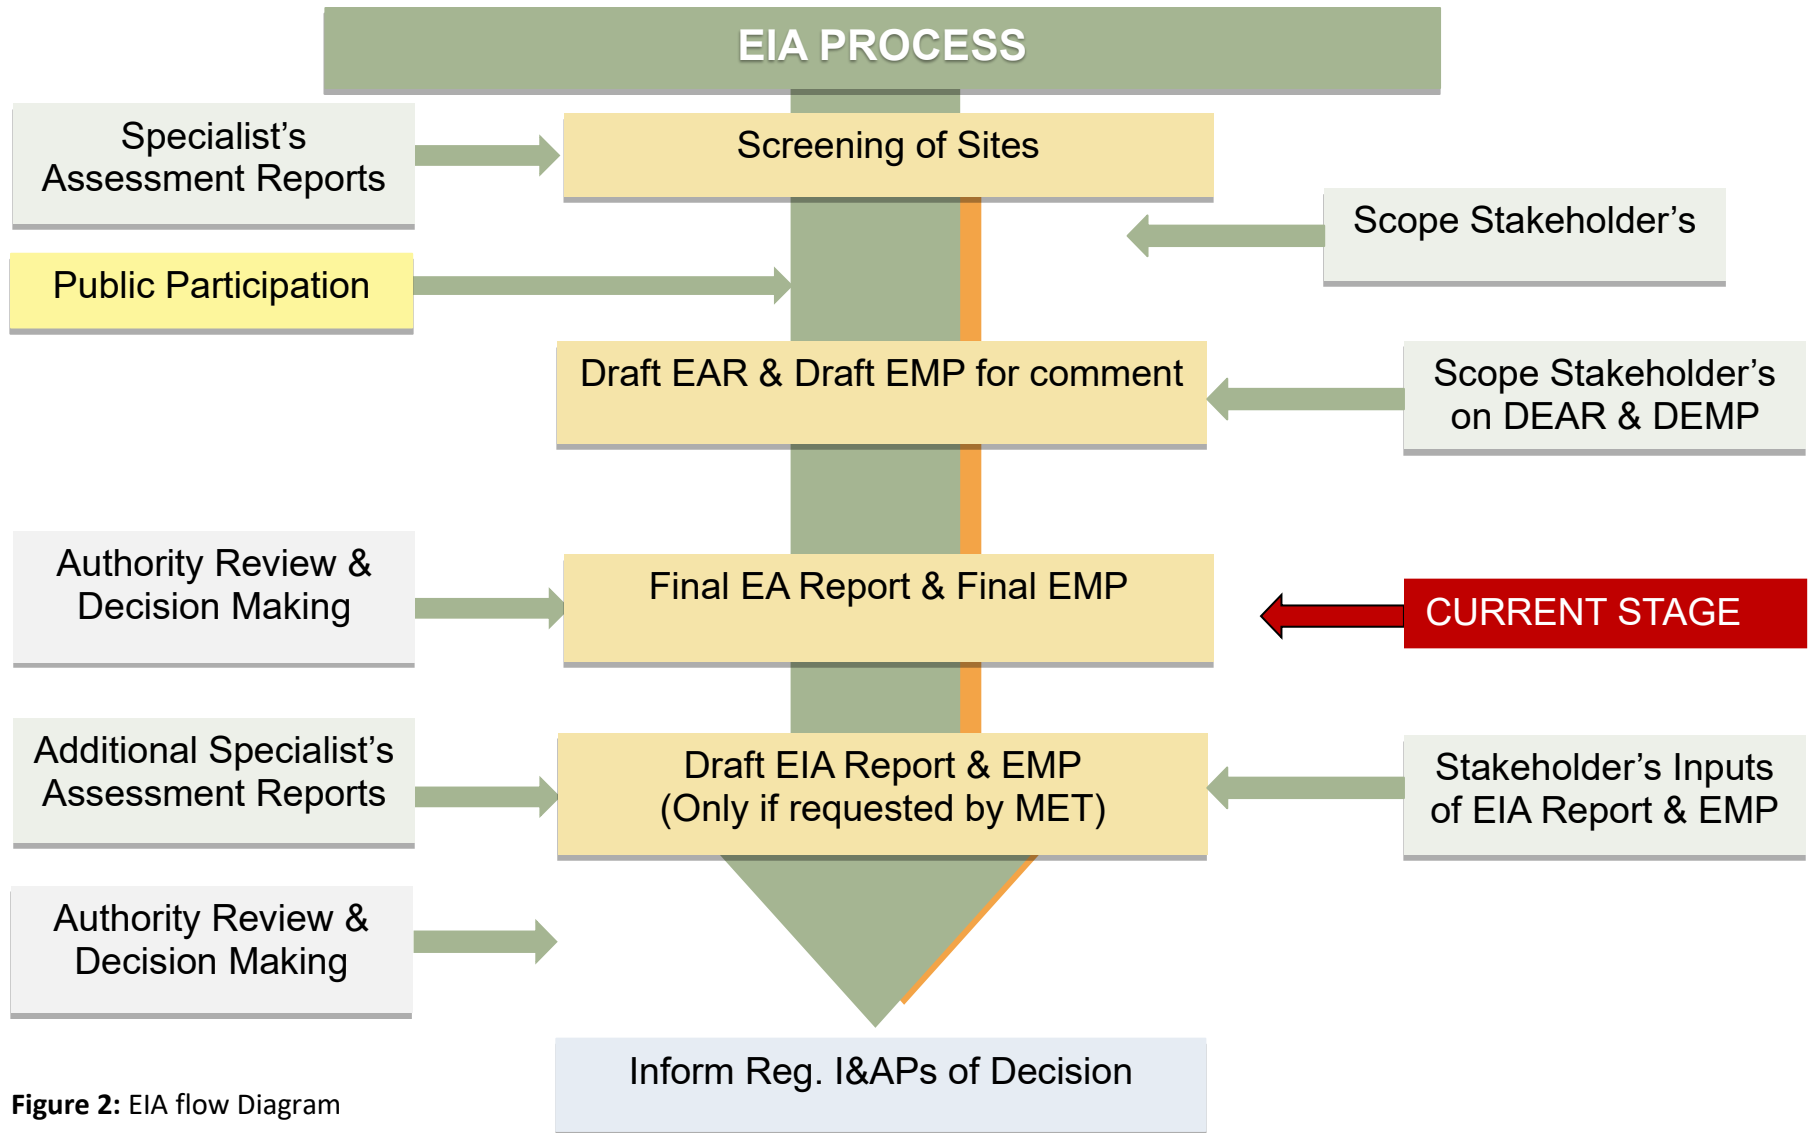 EIA PROCESS
Specialist’s
Assessment Reports
Screening of Sites
Scope Stakeholder’s
Public Participation
Draft EAR & Draft EMP for comment
Scope Stakeholder’s
on DEAR & DEMP
Authority Review &
Decision Making
Final EA Report & Final EMP
CURRENT STAGE
Additional Specialist’s
Assessment Reports
Draft EIA Report & EMP
(Only if requested by MET)
Stakeholder’s Inputs
of EIA Report & EMP
Authority Review &
Decision Making
Inform Reg. I&APs of Decision
Figure 2: EIA flow Diagram